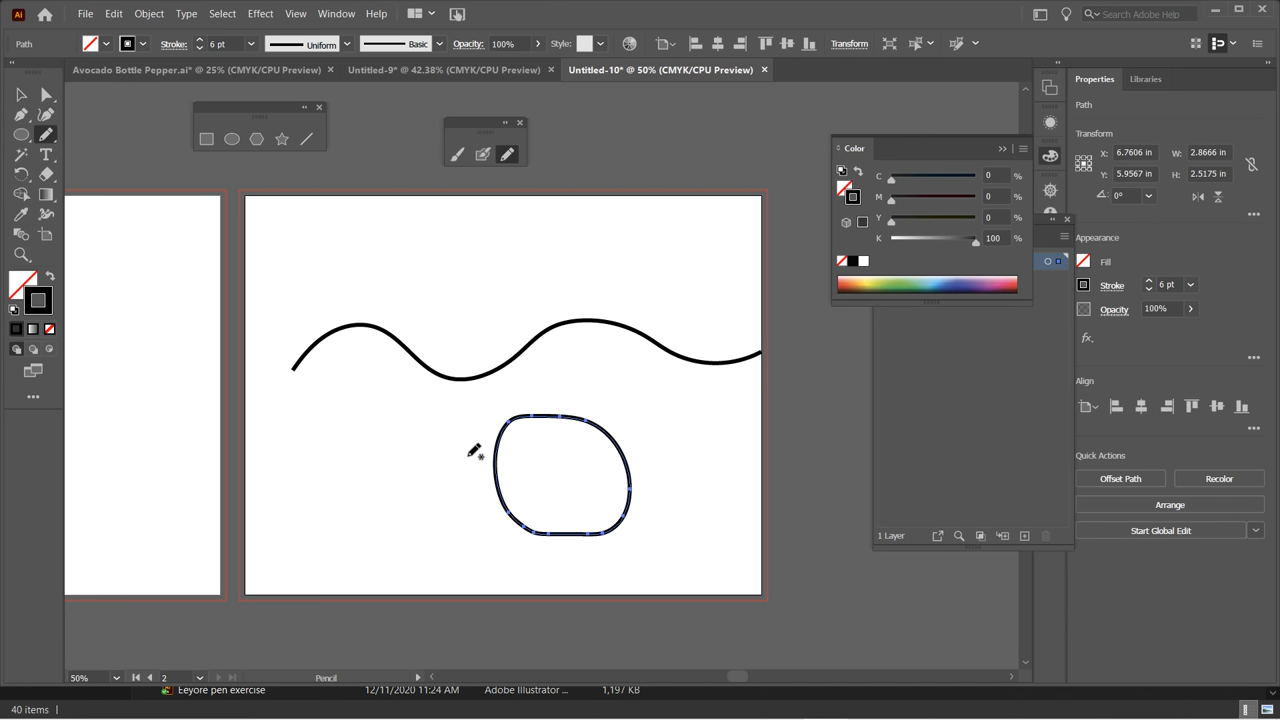 Ai File Edit Object Type Select Effect View Window Help Search Adobe Help
Path Stroke: 6 pt Uniform Basic Opacity: 100% Style: Transform
Avocado Bottle Pepper.ai* @ 25% (CMYK/CPU Preview) × Untitled-9* @ 42.38% (CMYK/CPU Preview) × Untitled-10* @ 50% (CMYK/CPU Preview) ×
Properties Libraries
Path
Transform
X: 6.7606 in W: 2.8666 in
Y: 5.9567 in H: 2.5175 in
0°
Color
C 0 %
M 0 %
Y 0 %
K 100 %
Appearance
Fill
Stroke 6 pt
Opacity 100%
fx.
Align
Quick Actions
Offset Path Recolor
Arrange
Start Global Edit
1 Layer
50% 2 Pencil
Eeyore pen exercise 12/11/2020 11:24 AM Adobe Illustrator ... 1,197 KB
40 items